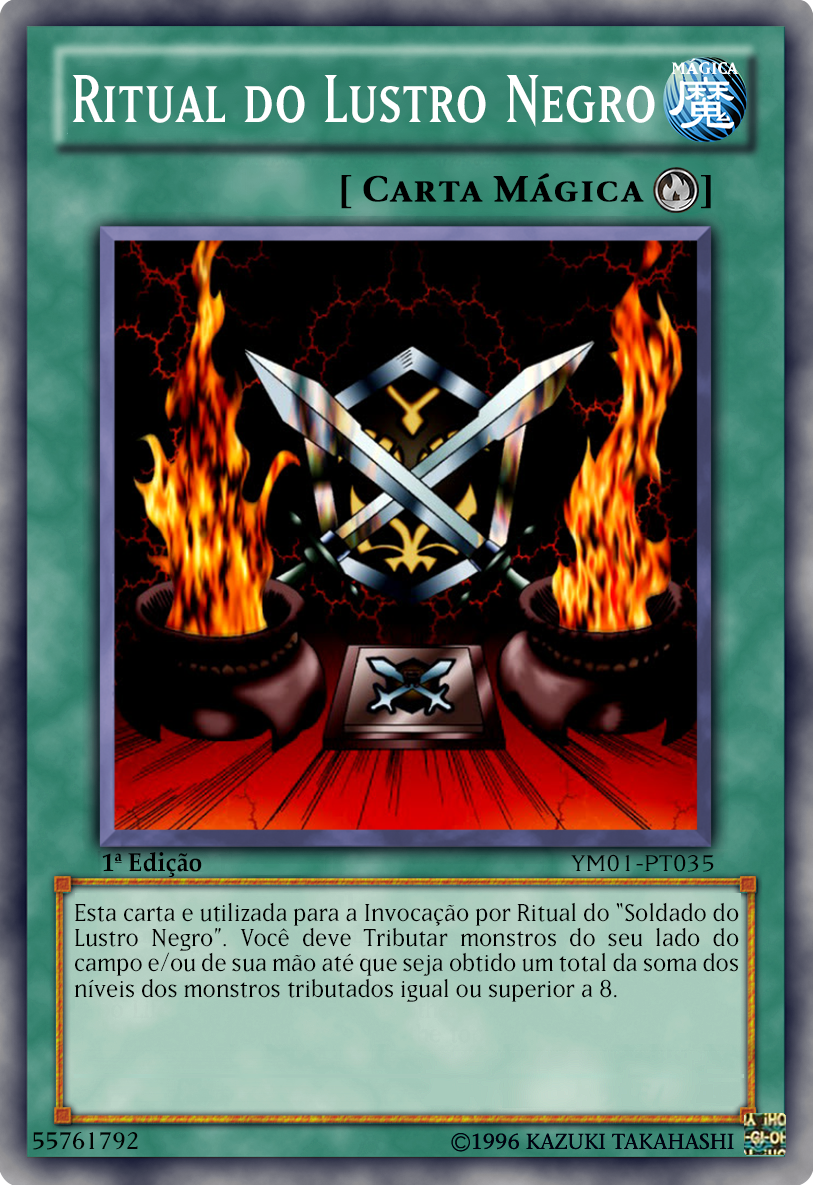 Ritual do Lustro Negro
MÁGICA
魔
[ Carta Mágica ]
1ª Edição
YM01-PT035
Esta carta e utilizada para a Invocação por Ritual do "Soldado do
Lustro Negro". Você deve Tributar monstros do seu lado do
campo e/ou de sua mão até que seja obtido um total da soma dos
níveis dos monstros tributados igual ou superior a 8.
55761792
©1996 KAZUKI TAKAHASHI